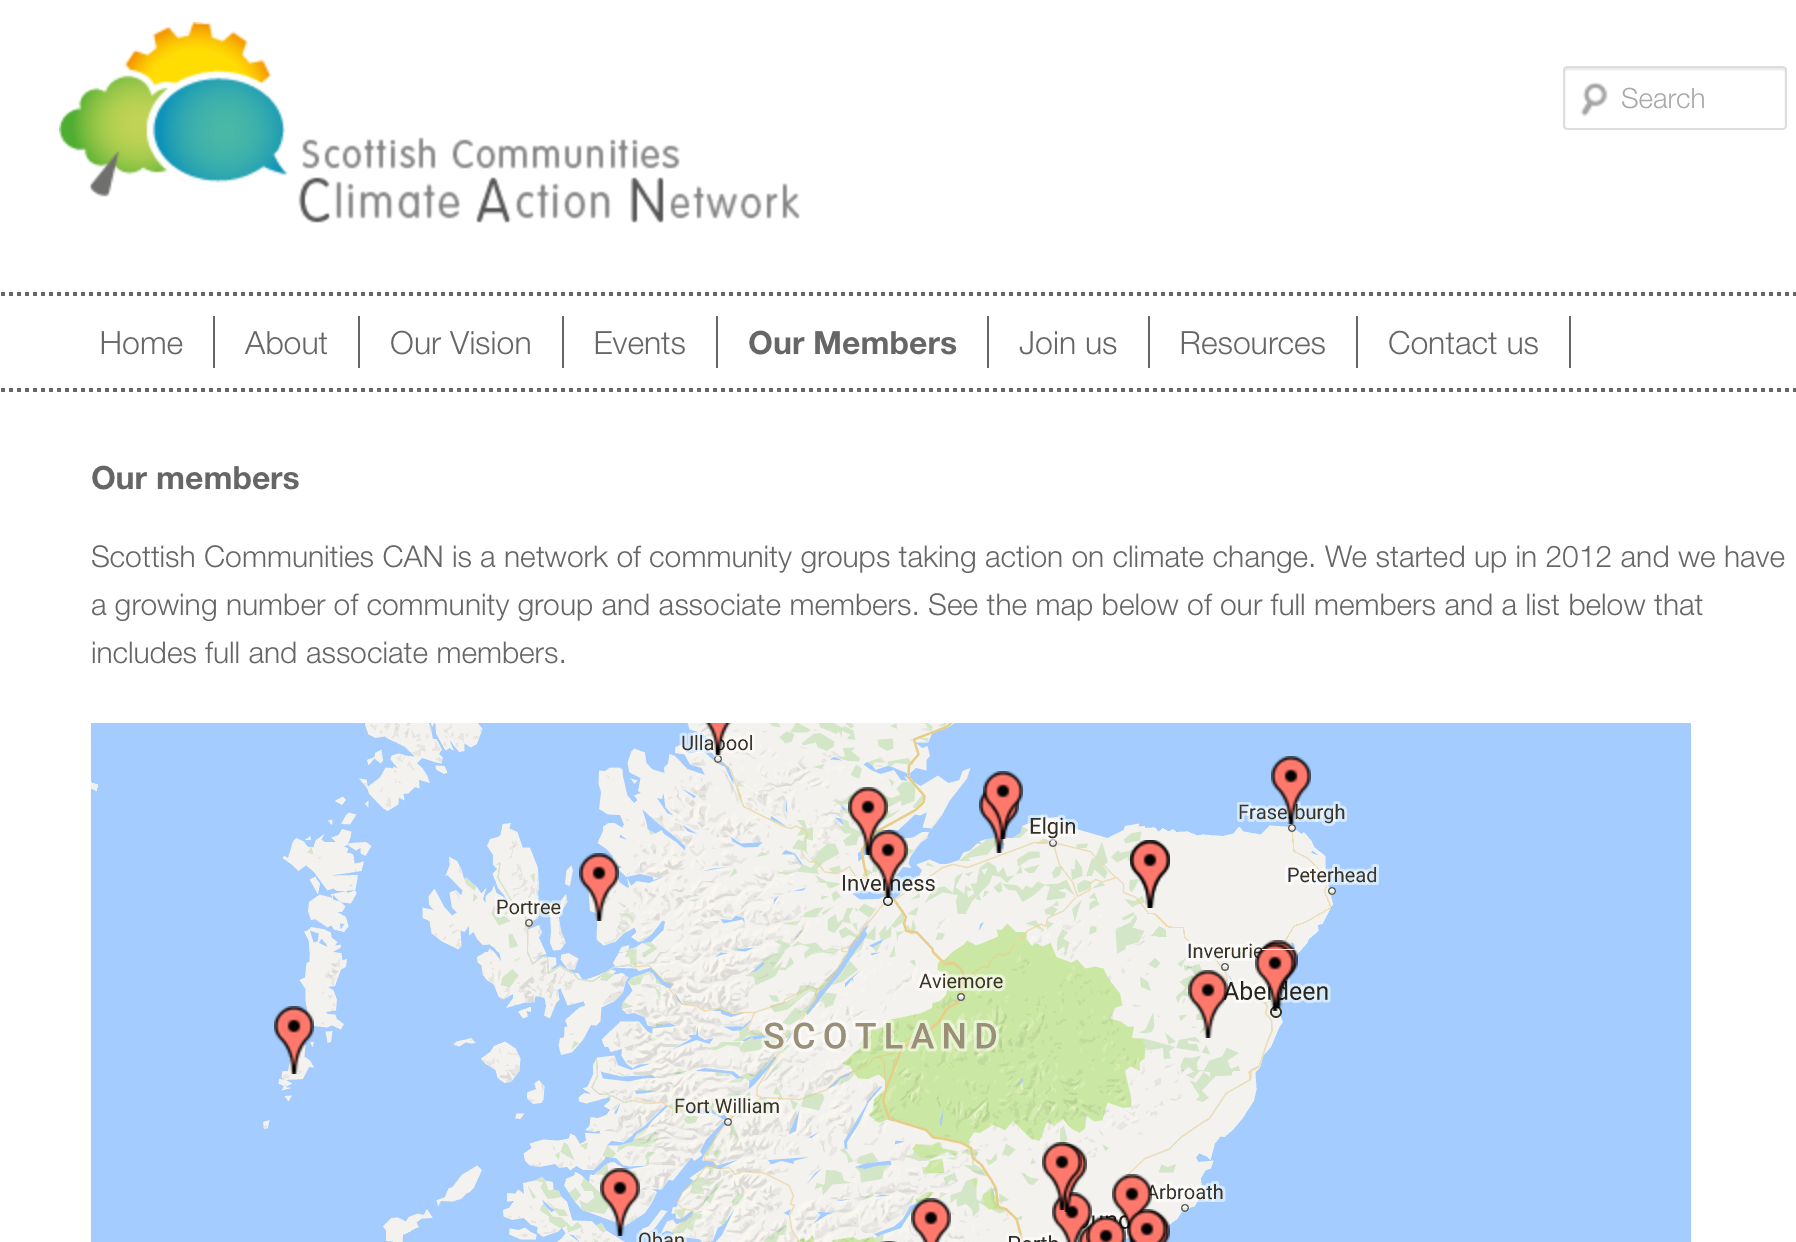 Scottish Communities
Climate Action Network
Search
Home
About
Our Vision
Events
Our Members
Join us
Resources
Contact us
Our members
Scottish Communities CAN is a network of community groups taking action on climate change. We started up in 2012 and we have
a growing number of community group and associate members. See the map below of our full members and a list below that
includes full and associate members.
Ullapool
Fraserburgh
Elgin
Peterhead
Inverness
Portree
Inverurie
Aviemore
Aberdeen
SCOTLAND
Fort William
Arbroath
Oban
Perth